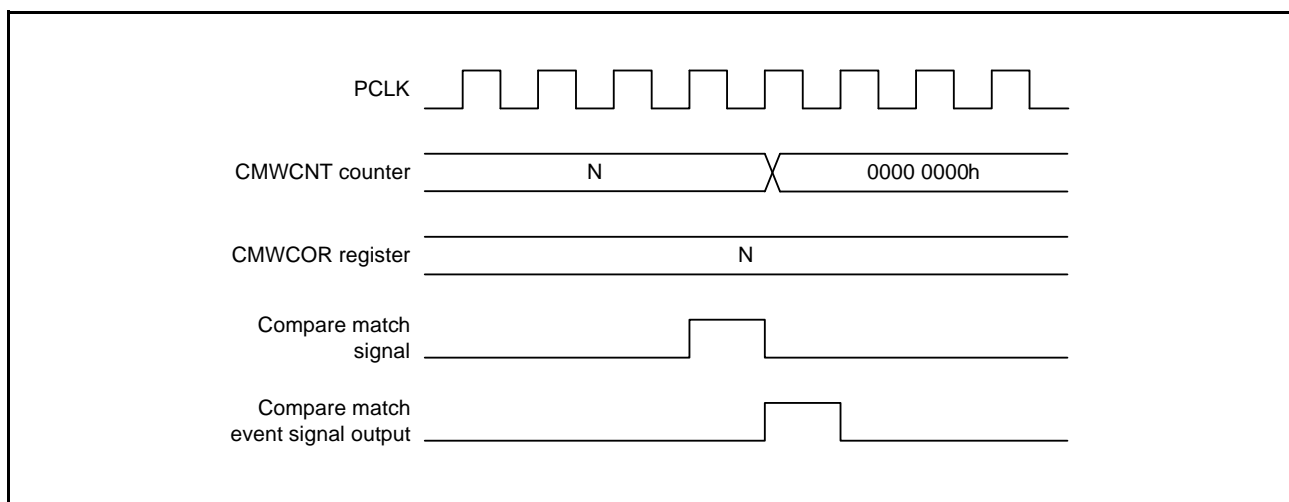 PCLK
CMWCNT counter
N
0000 0000h
CMWCOR register
N
Compare match
signal
Compare match
event signal output